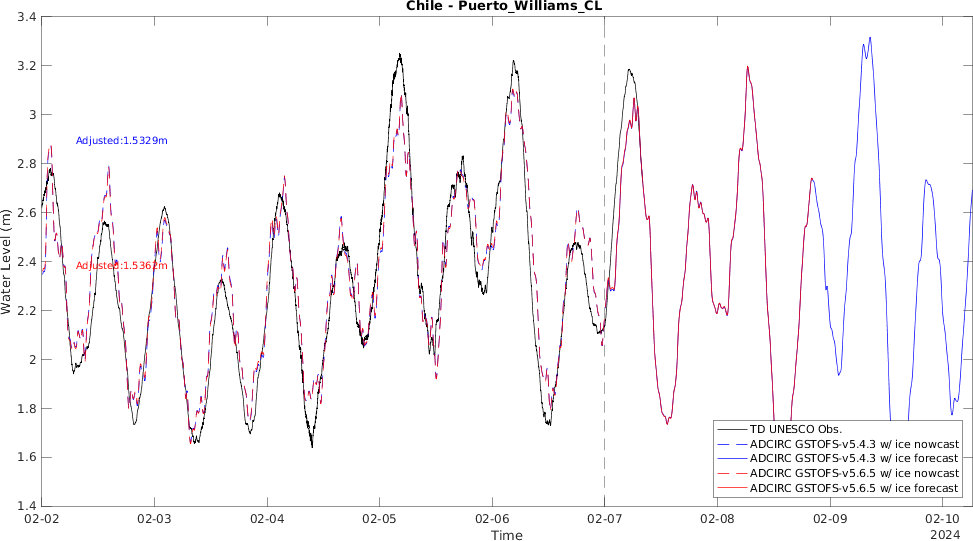 Chile - Puerto_Williams_CL
3.4
3.2
3
2.8
2.6
2.4
2.2
2
1.8
1.6
1.4
Water Level (m)
Adjusted:1.5329m
Adjusted:1.5362m
TD UNESCO Obs.
ADCIRC GSTOFS-v5.4.3 w/ ice nowcast
ADCIRC GSTOFS-v5.4.3 w/ ice forecast
ADCIRC GSTOFS-v5.6.5 w/ ice nowcast
ADCIRC GSTOFS-v5.6.5 w/ ice forecast
02-02 02-03 02-04 02-05 02-06 02-07 02-08 02-09 02-10
Time
2024